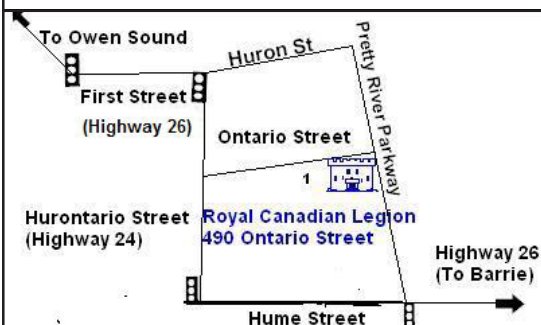 To Owen Sound
Huron St
Pretty River Parkway
First Street
(Highway 26)
Ontario Street
1
Hurontario Street
(Highway 24)
Royal Canadian Legion
490 Ontario Street
Highway 26
(To Barrie)
Hume Street